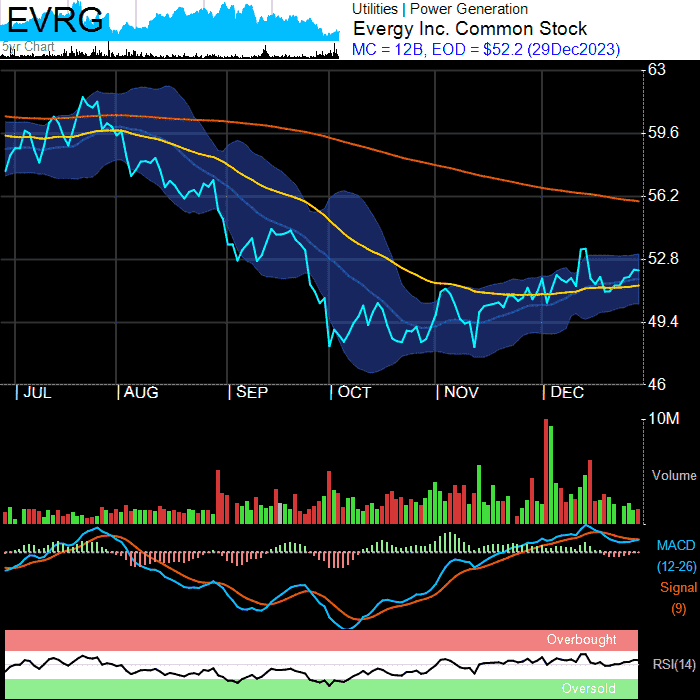 EVRG
5yr Chart
Utilities | Power Generation
Evergy Inc. Common Stock
MC = 12B, EOD = $52.2 (29Dec2023)
63
59.6
56.2
52.8
49.4
46
JUL AUG SEP OCT NOV DEC
10M
Volume
MACD
(12-26)
Signal
(9)
Overbought
RSI(14)
Oversold